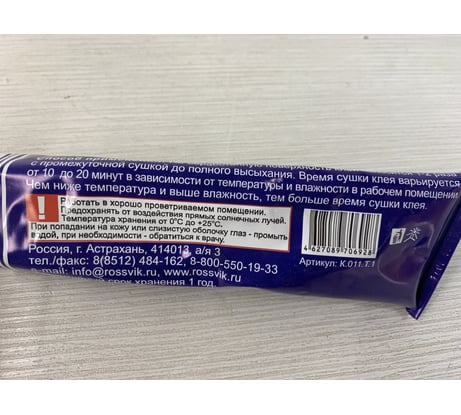 с промежуточной сушкой до полного высыхания. Время сушки клея варьируется
от 10 до 20 минут в зависимости от температуры и влажности в рабочем помещении
Чем ниже температура и выше влажность, тем больше время сушки клея.
!
Работать в хорошо проветриваемом помещении.
Предохранять от воздействия прямых солнечных лучей.
Температура хранения от 0°C до +25°C.
При попадании на кожу или слизистую оболочку глаз - промыть
водой, при необходимости - обратиться к врачу.
4627089706928
Артикул: К.011.Т.1
Россия, г. Астрахань, 414013, а/я 3
тел./факс: 8(8512) 484-162, 8-800-550-19-33
e-mail: info@rossvik.ru, www.rossvik.ru
срок хранения 1 год.